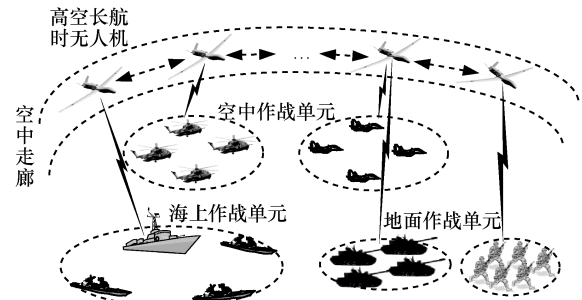 高空长航
时无人机
…
空中走廊
空中作战单元
海上作战单元
地面作战单元